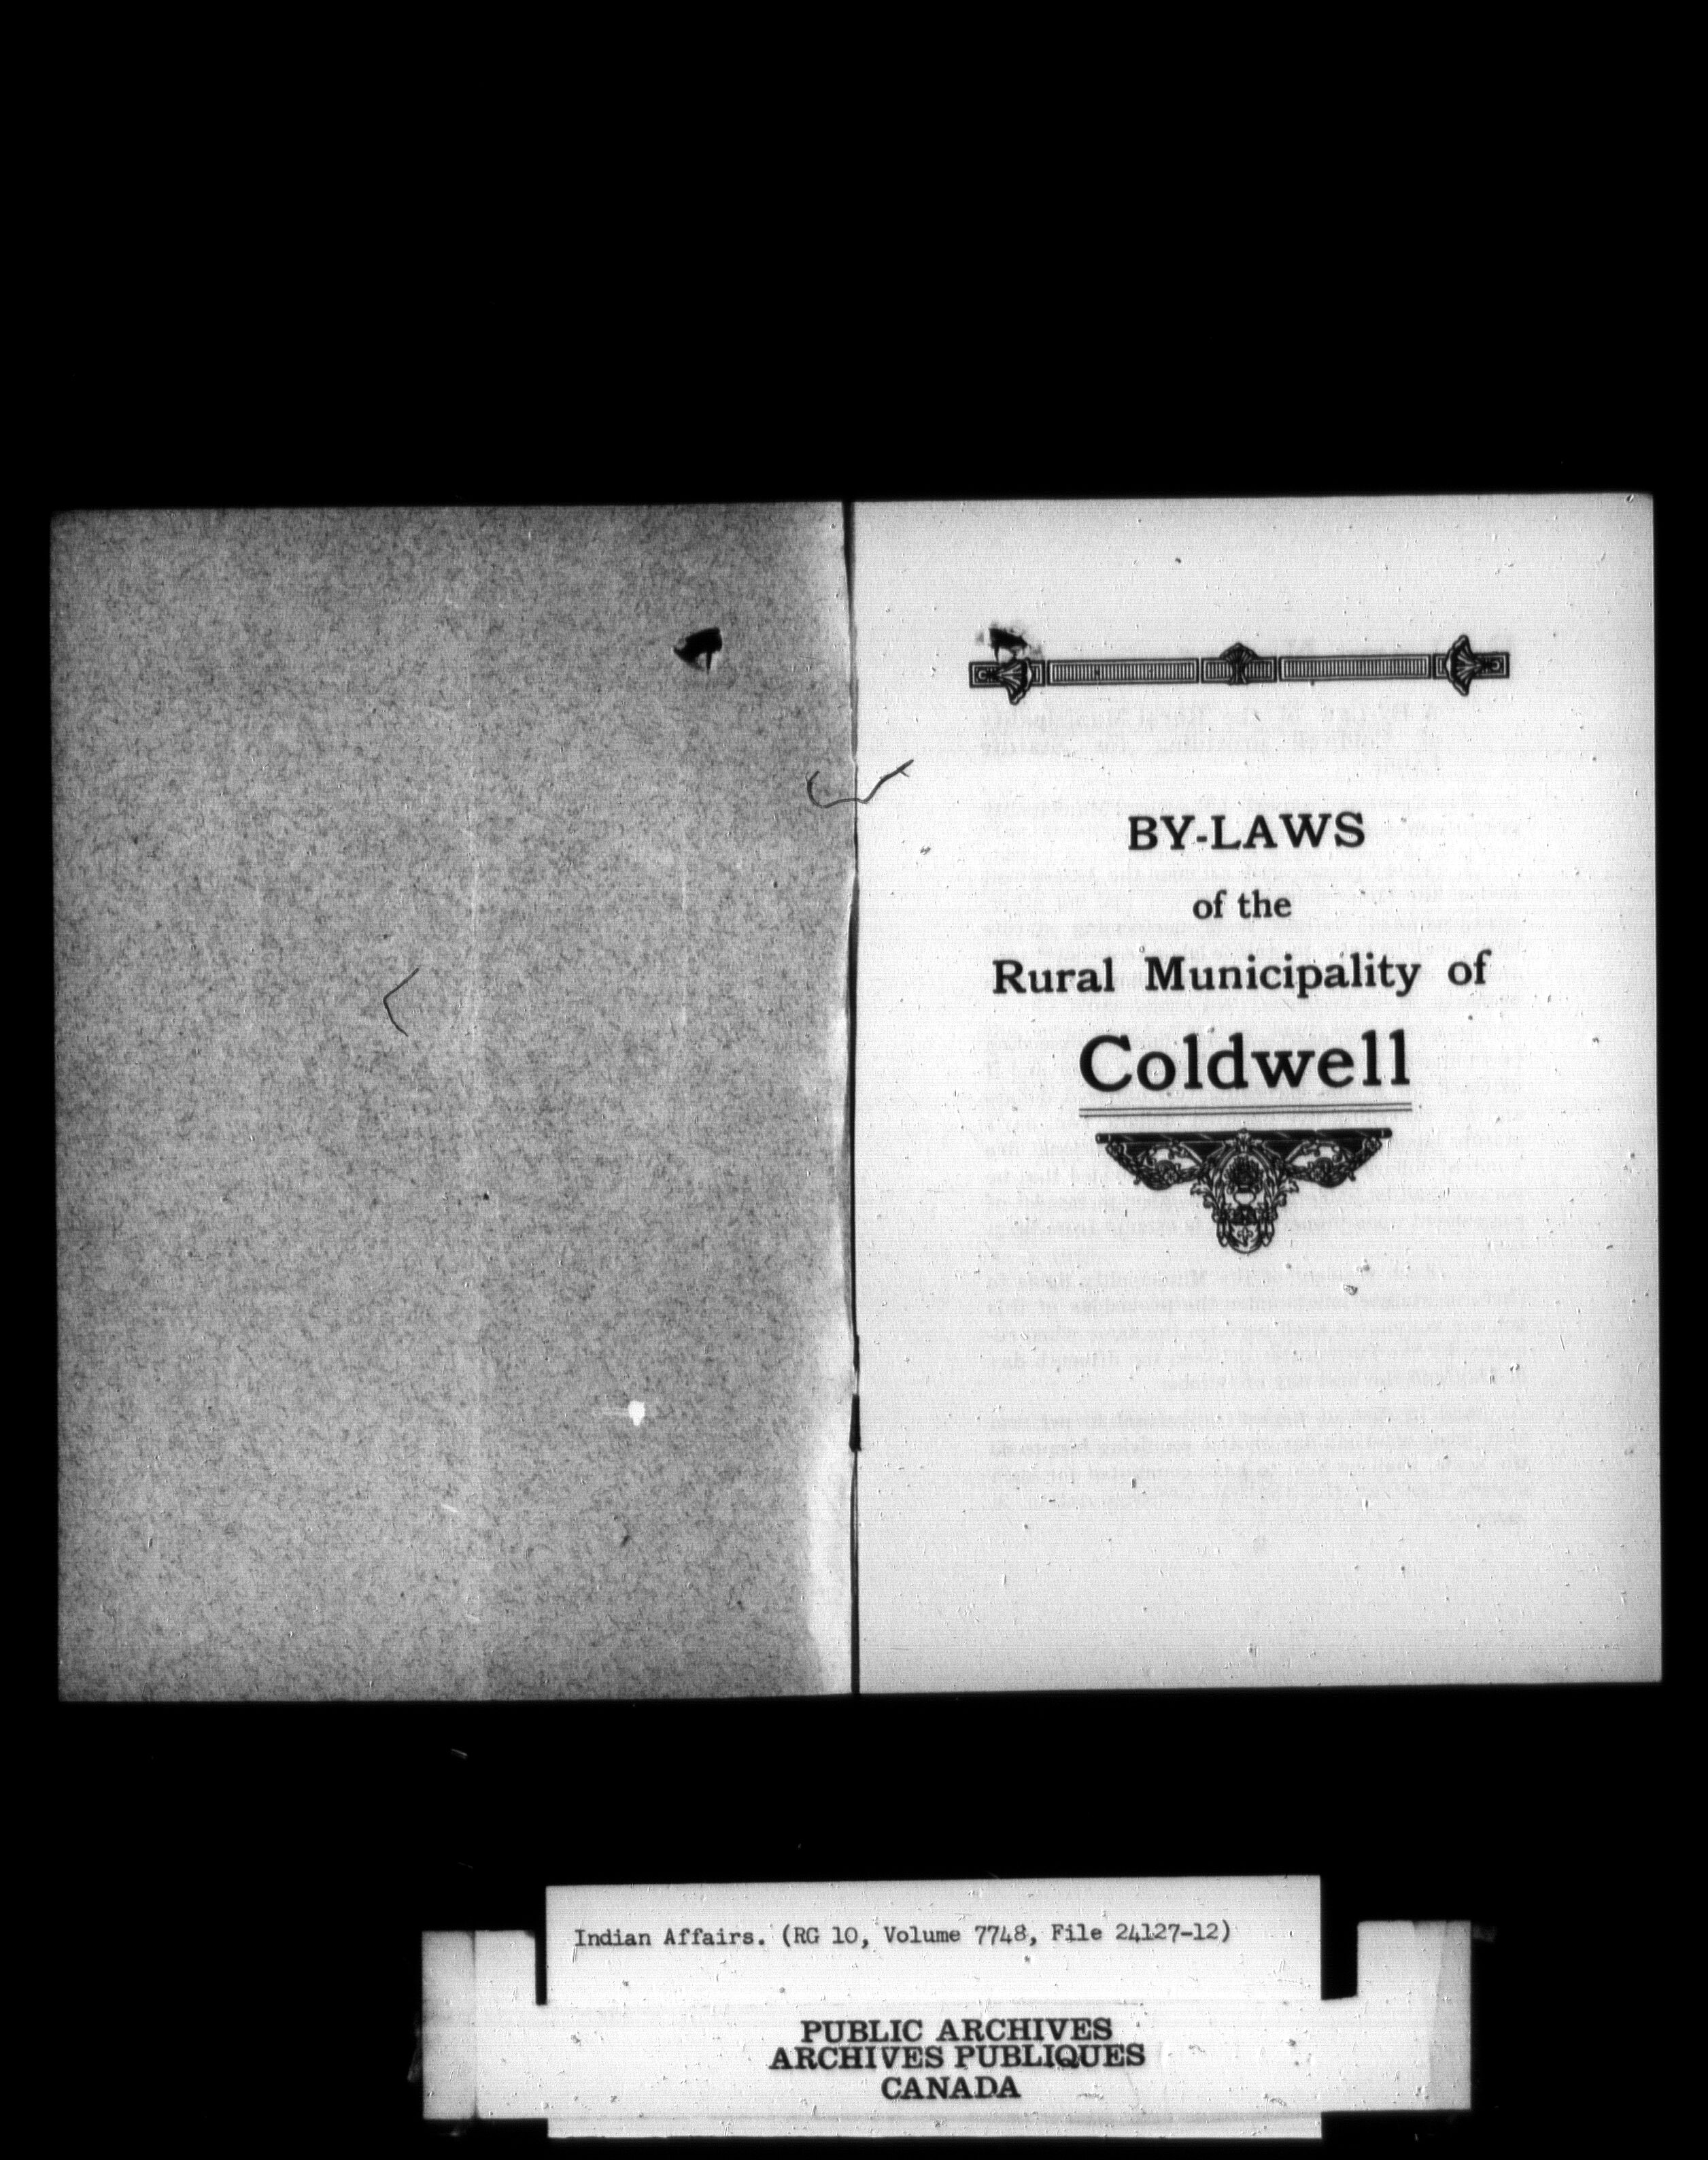 BY-LAWS
of the
Rural Municipality of
Coldwell
Indian Affairs. (RG 10, Volume 7748, File 24127-12)
PUBLIC ARCHIVES
ARCHIVES PUBLIQUES
CANADA